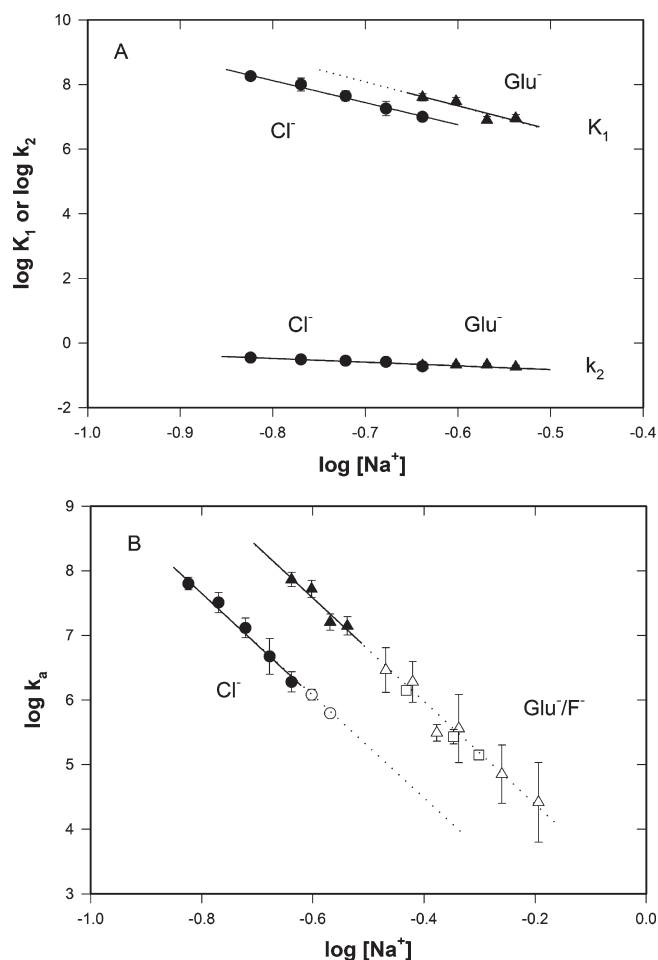 A
10
8
6
4
2
0
-2
log K₁ or log k₂
Glu⁻
Cl⁻
K₁
Cl⁻
Glu⁻
k₂
-1.0 -0.9 -0.8 -0.7 -0.6 -0.5 -0.4
log [Na⁺]
B
9
8
7
6
5
4
3
log kₐ
Cl⁻
Glu⁻/F⁻
-1.0 -0.8 -0.6 -0.4 -0.2 0.0
log [Na⁺]